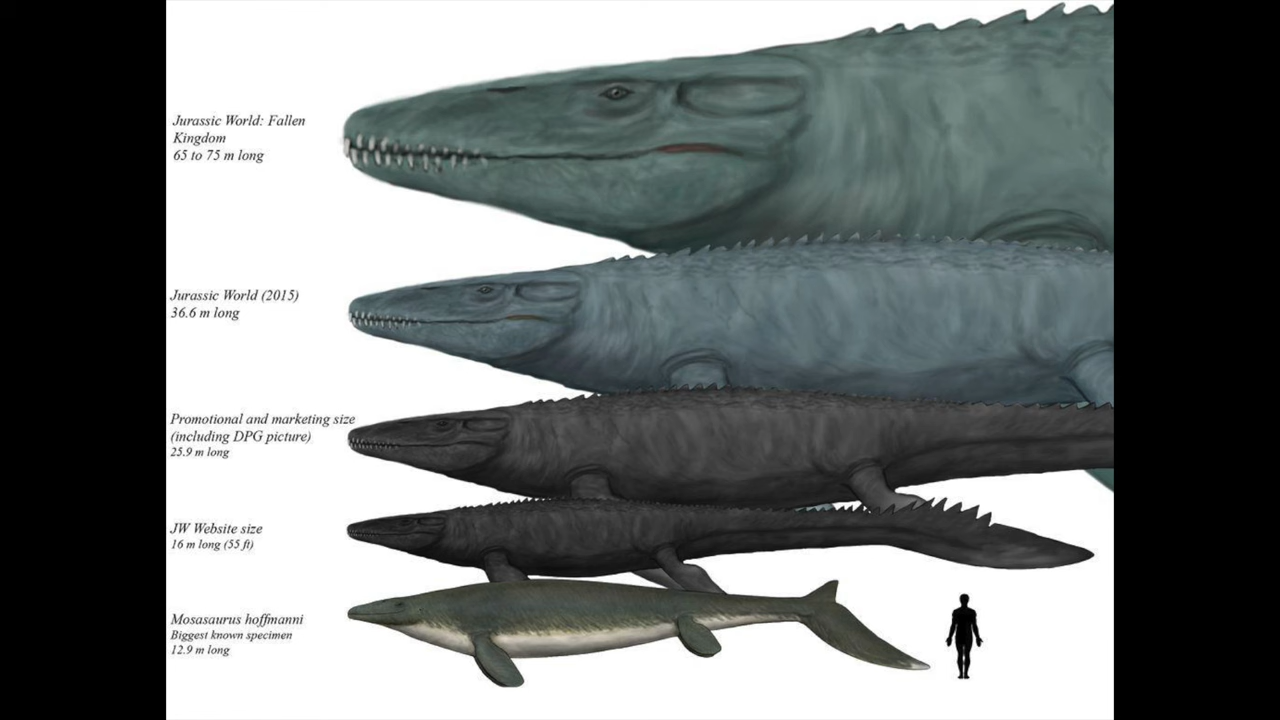 Jurassic World: Fallen
Kingdom
65 to 75 m long
Jurassic World (2015)
36.6 m long
Promotional and marketing size
(including DPG picture)
25.9 m long
JW Website size
16 m long (55 ft)
Mosasaurus hoffmanni
Biggest known specimen
12.9 m long